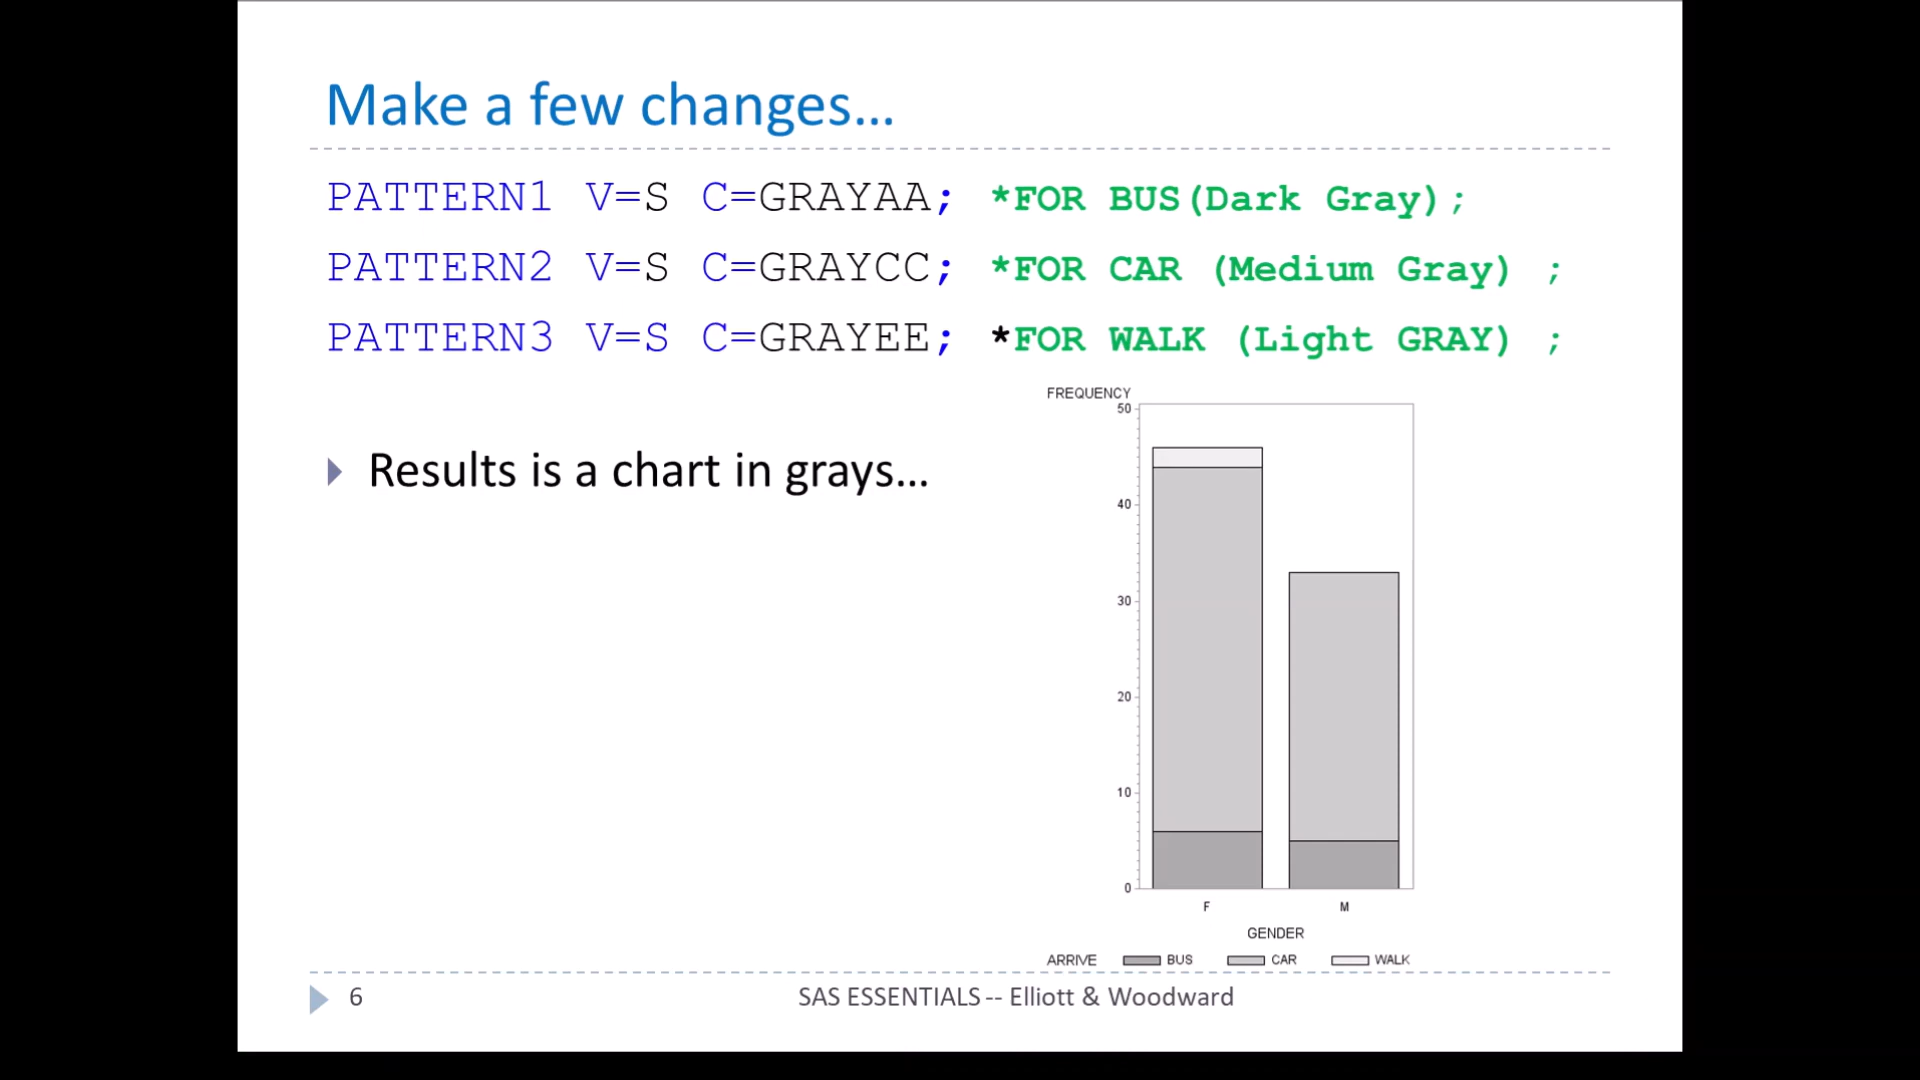 Make a few changes...
PATTERN1 V=S C=GRAYAA; *FOR BUS(Dark Gray);
PATTERN2 V=S C=GRAYCC; *FOR CAR (Medium Gray) ;
PATTERN3 V=S C=GRAYEE; *FOR WALK (Light GRAY) ;
Results is a chart in grays...
FREQUENCY
50
40
30
20
10
0
F M
GENDER
ARRIVE BUS CAR WALK
6 SAS ESSENTIALS -- Elliott & Woodward